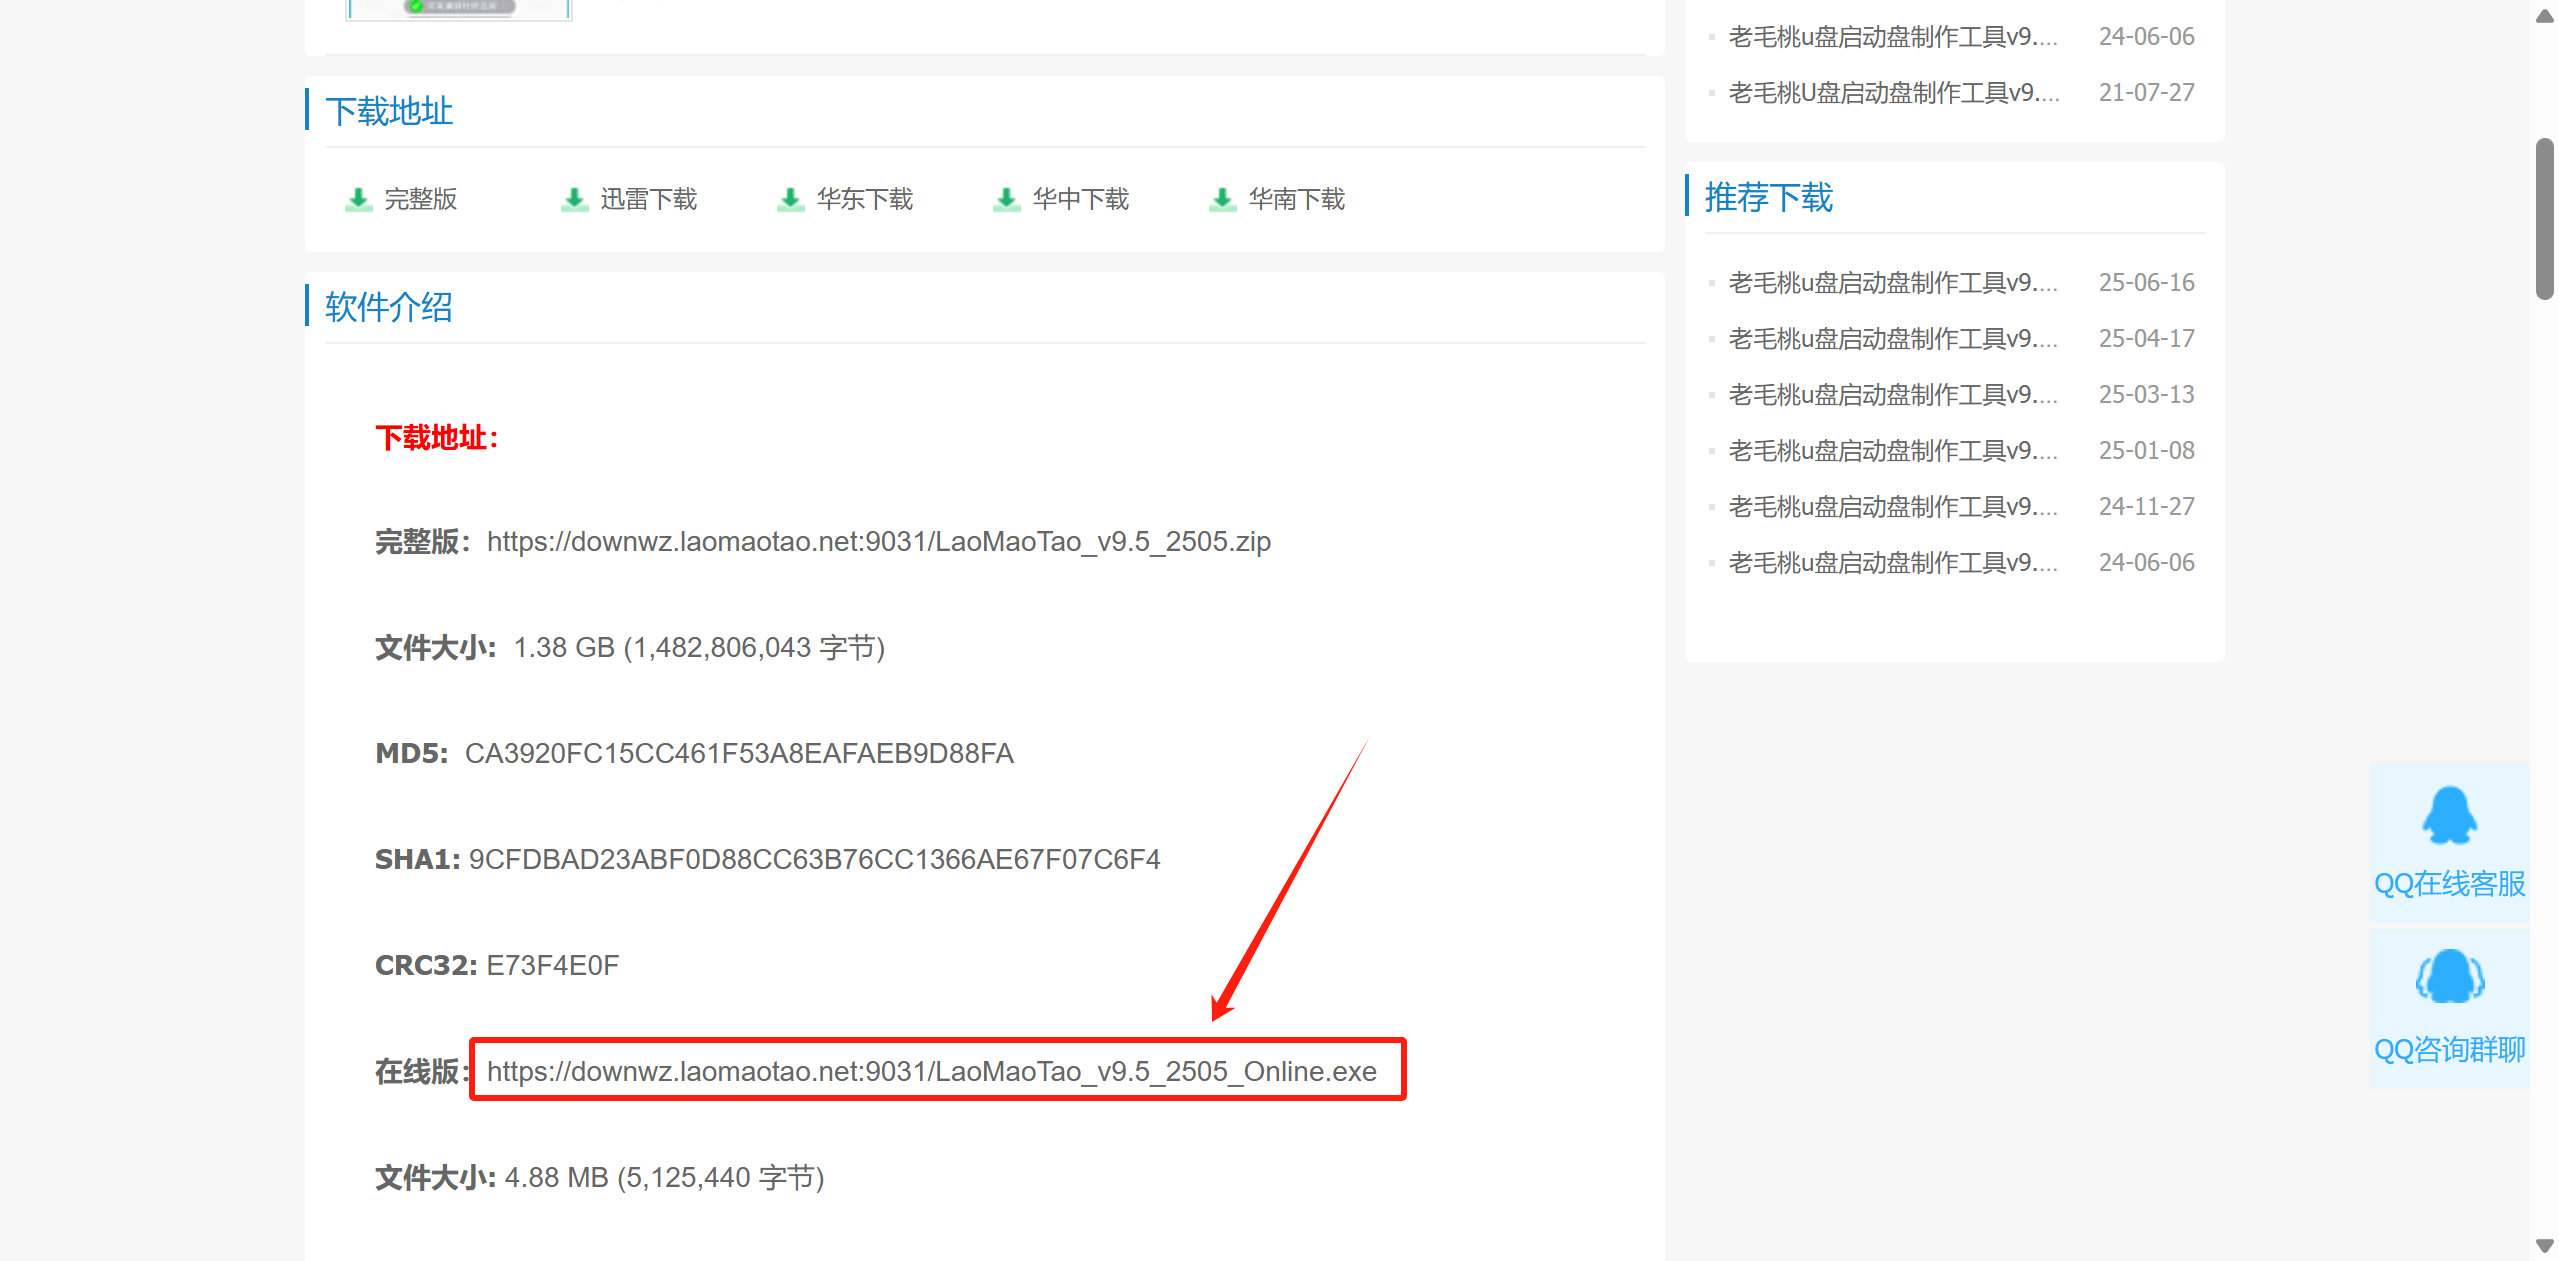 下载地址
完整版
迅雷下载
华东下载
华中下载
华南下载
软件介绍
下载地址：
完整版：https://downwz.laomaotao.net:9031/LaoMaoTao_v9.5_2505.zip
文件大小: 1.38 GB (1,482,806,043 字节)
MD5: CA3920FC15CC461F53A8EAFAEB9D88FA
SHA1: 9CFDBAD23ABF0D88CC63B76CC1366AE67F07C6F4
CRC32: E73F4E0F
在线版：https://downwz.laomaotao.net:9031/LaoMaoTao_v9.5_2505_Online.exe
文件大小: 4.88 MB (5,125,440 字节)
老毛桃u盘启动盘制作工具v9.... 24-06-06
老毛桃U盘启动盘制作工具v9.... 21-07-27
推荐下载
老毛桃u盘启动盘制作工具v9.... 25-06-16
老毛桃u盘启动盘制作工具v9.... 25-04-17
老毛桃u盘启动盘制作工具v9.... 25-03-13
老毛桃u盘启动盘制作工具v9.... 25-01-08
老毛桃u盘启动盘制作工具v9.... 24-11-27
老毛桃u盘启动盘制作工具v9.... 24-06-06
QQ在线客服
QQ咨询群聊